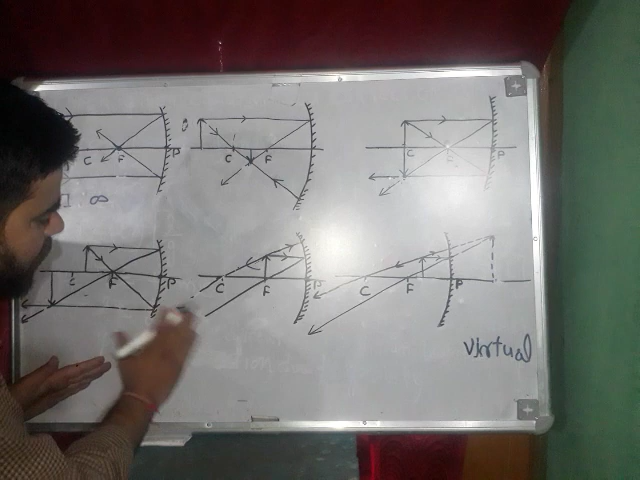 C F P
O C F
P
∞
C F
C F
C F P
Virtual